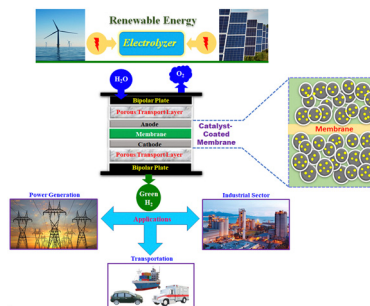 Renewable Energy
Electrolyzer
H₂O
O₂
Bipolar Plate
Porous Transport Layer
Anode
Membrane
Cathode
Porous Transport Layer
Bipolar Plate
Catalyst-
Coated
Membrane
Membrane
Green
H₂
Power Generation
Applications
Industrial Sector
Transportation